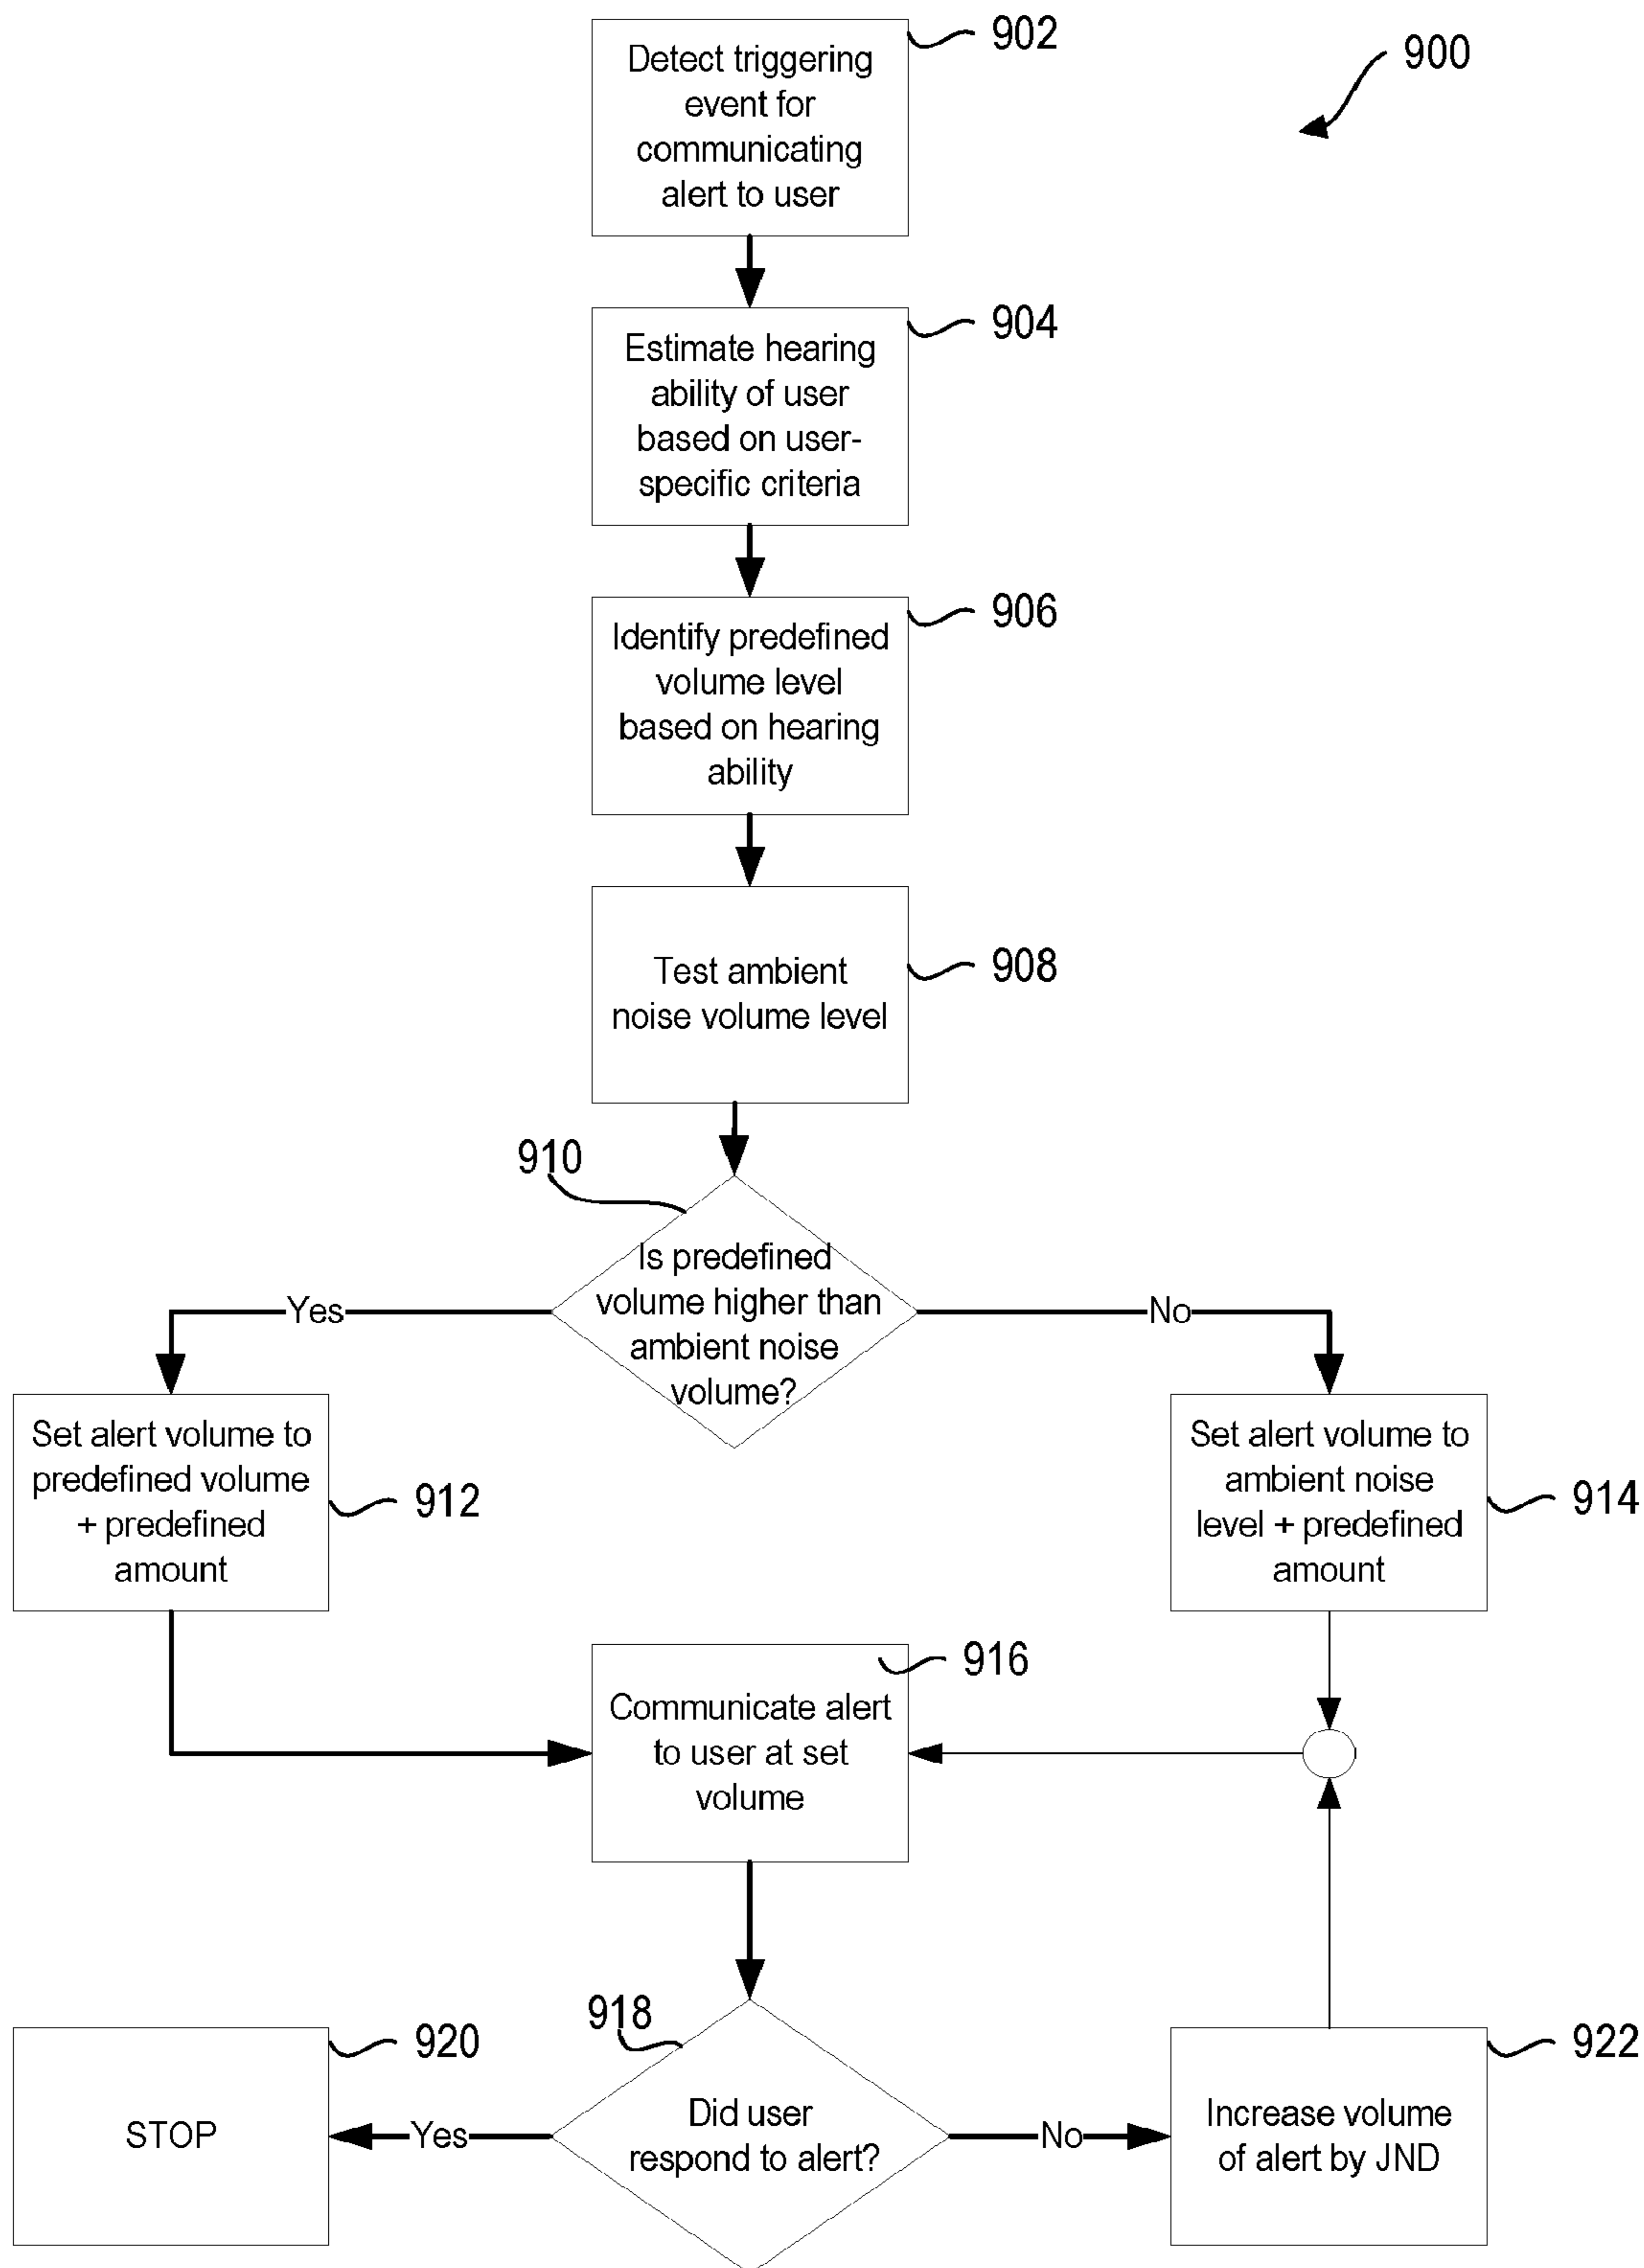 902
900
Detect triggering
event for
communicating
alert to user
904
Estimate hearing
ability of user
based on user-
specific criteria
906
Identify predefined
volume level
based on hearing
ability
908
Test ambient
noise volume level
910
Is predefined
volume higher than
ambient noise
volume?
Yes
No
Set alert volume to
predefined volume
+ predefined
amount
912
Set alert volume to
ambient noise
level + predefined
amount
914
916
Communicate alert
to user at set
volume
918
Did user
respond to alert?
Yes
No
920
STOP
922
Increase volume
of alert by JND